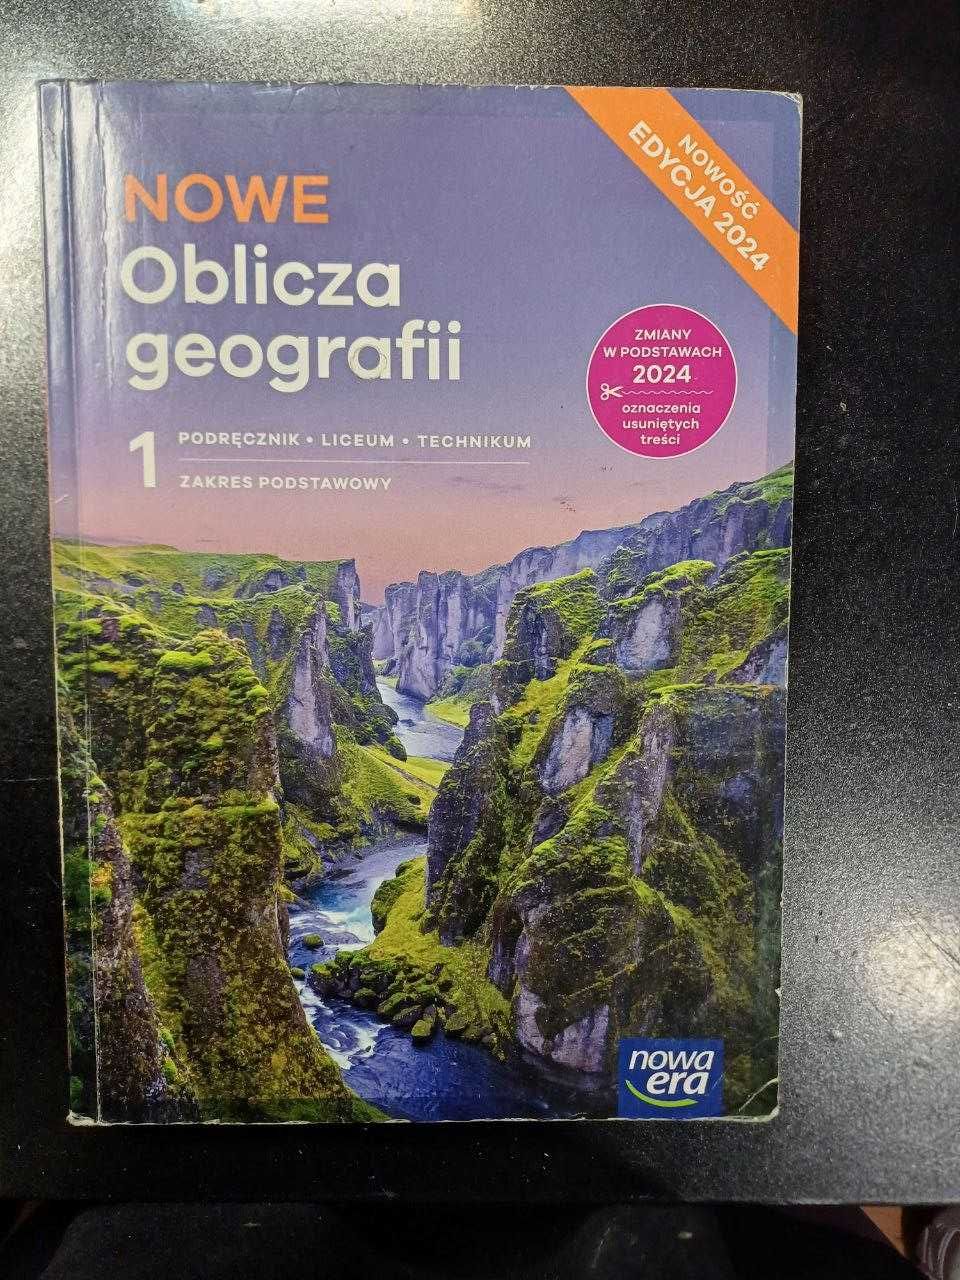 NOWOŚĆ
EDYCJA 2024
NOWE
Oblicza
geografii
ZMIANY
W PODSTAWACH
2024
oznaczenia
usuniętych
treści
1
PODRĘCZNIK • LICEUM • TECHNIKUM
ZAKRES PODSTAWOWY
nowa
era